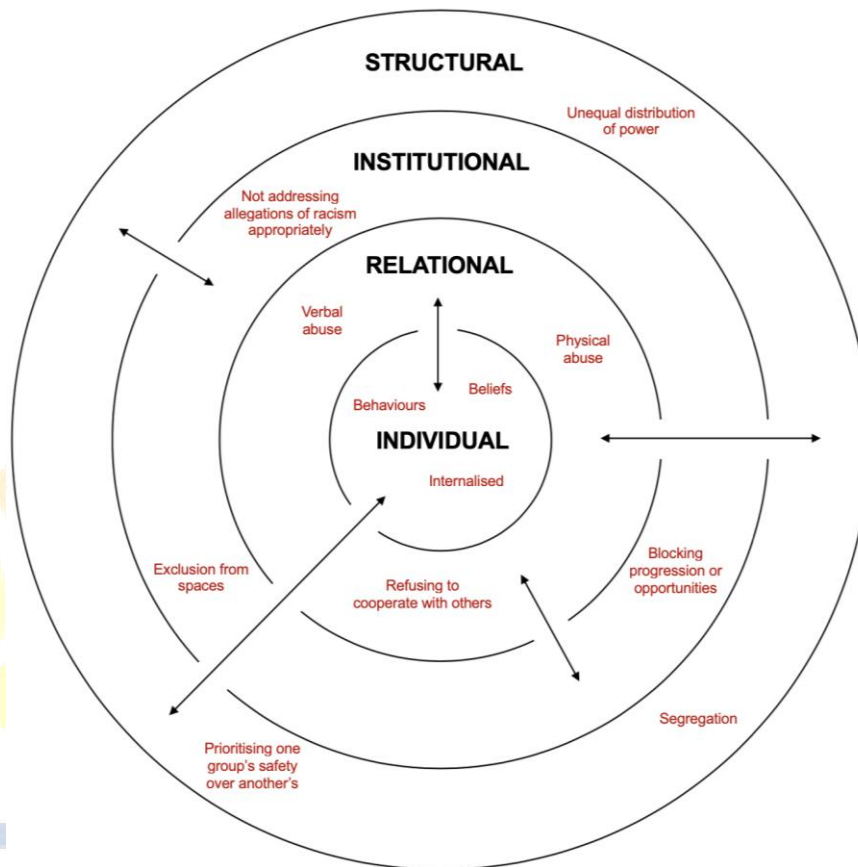 STRUCTURAL
Unequal distribution
of power
INSTITUTIONAL
Not addressing
allegations of racism
appropriately
RELATIONAL
Verbal
abuse
Physical
abuse
Beliefs
Behaviours
INDIVIDUAL
Internalised
Exclusion from
spaces
Refusing to
cooperate with others
Blocking
progression or
opportunities
Segregation
Prioritising one
group's safety
over another's